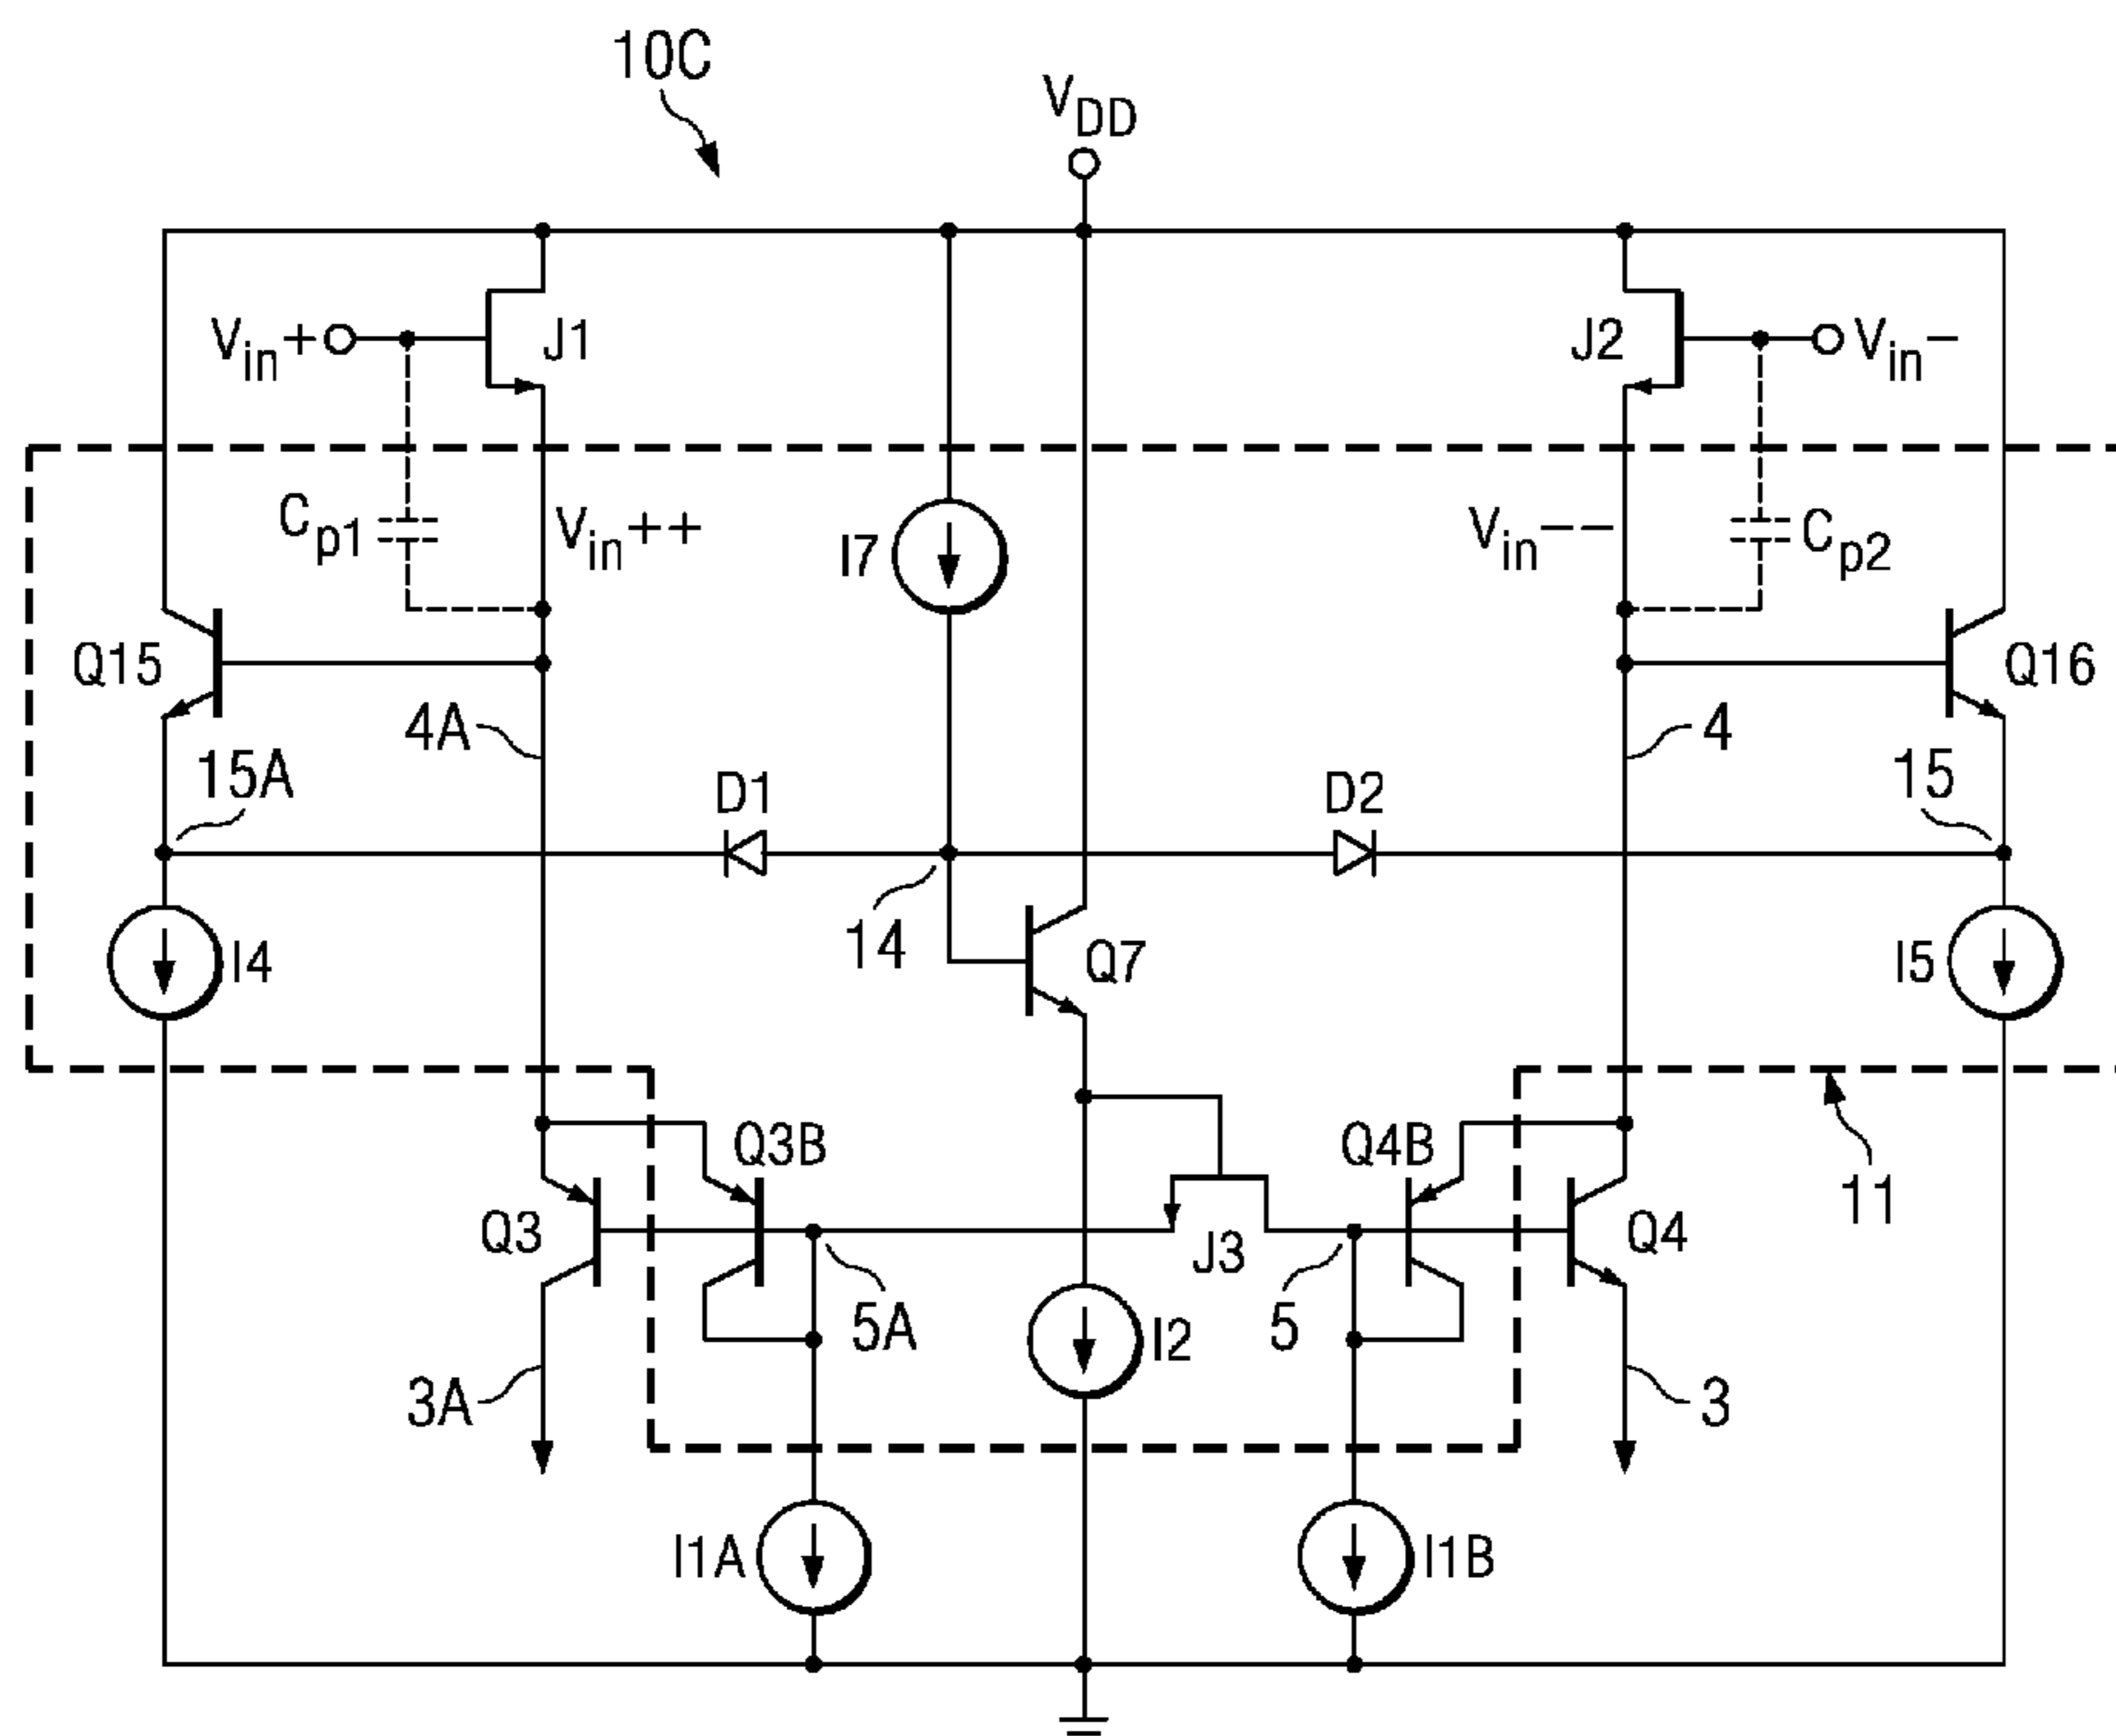 10C
VDD
Vin+
J1
J2
Vin−
Cp1
Vin++
I7
Vin−−
Cp2
Q15
Q16
4A
4
15A
D1
D2
15
14
Q7
I4
I5
Q3B
Q4B
11
Q3
J3
Q4
5A
I2
5
3A
3
I1A
I1B